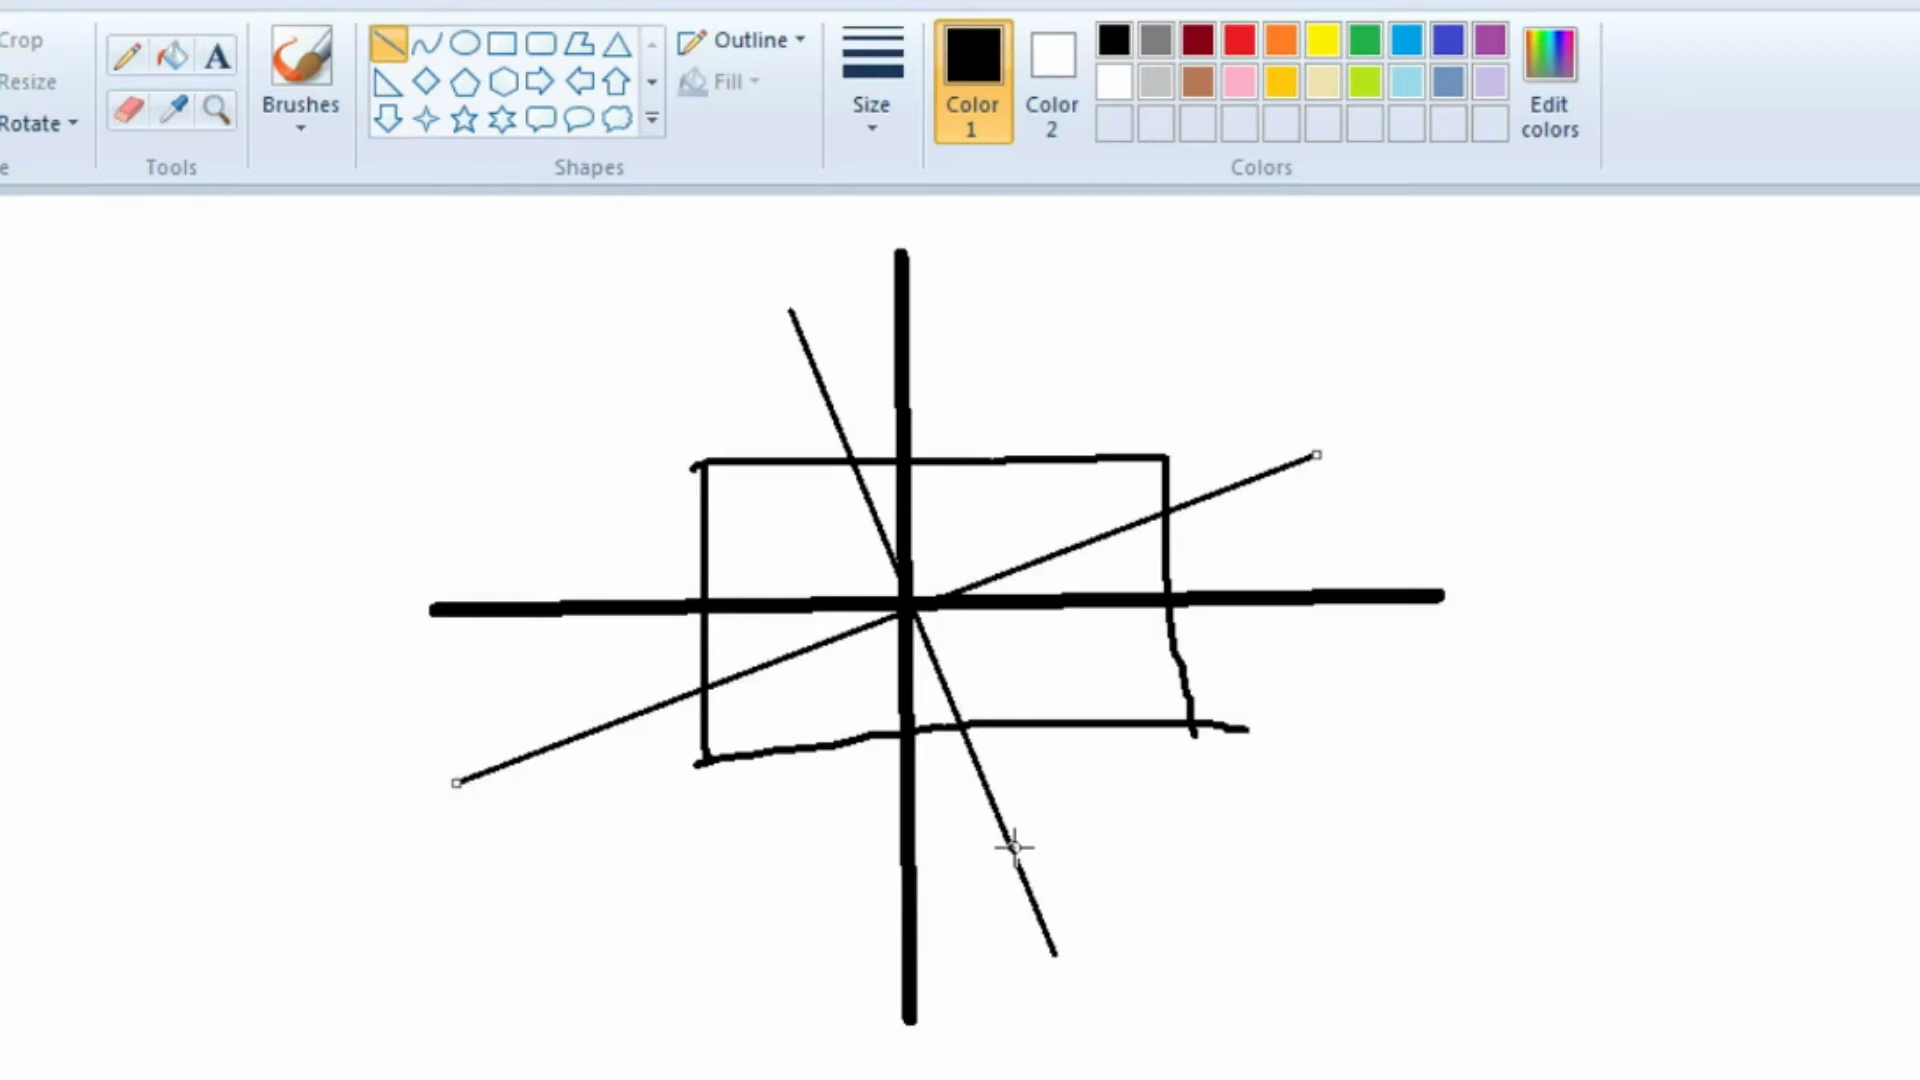 Crop
Resize
Rotate
e
A
Tools
Brushes
Shapes
Outline
Fill
Size
Color
1
Color
2
Colors
Edit
colors